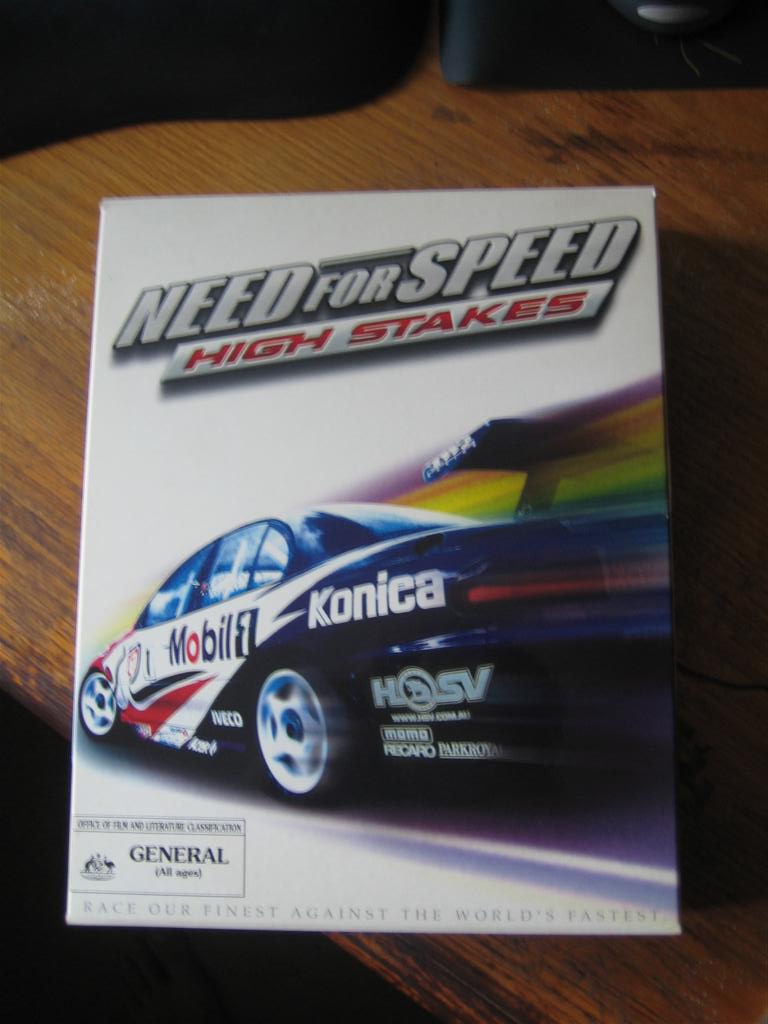 NEED FOR SPEED
HIGH STAKES
Konica
Mobil 1
HSV
WWW.HSV.COM.AU
IVECO
momo
RECARO PARKROYAL
OFFICE OF FILM AND LITERATURE CLASSIFICATION
GENERAL
(All ages)
RACE OUR FINEST AGAINST THE WORLD'S FASTEST.